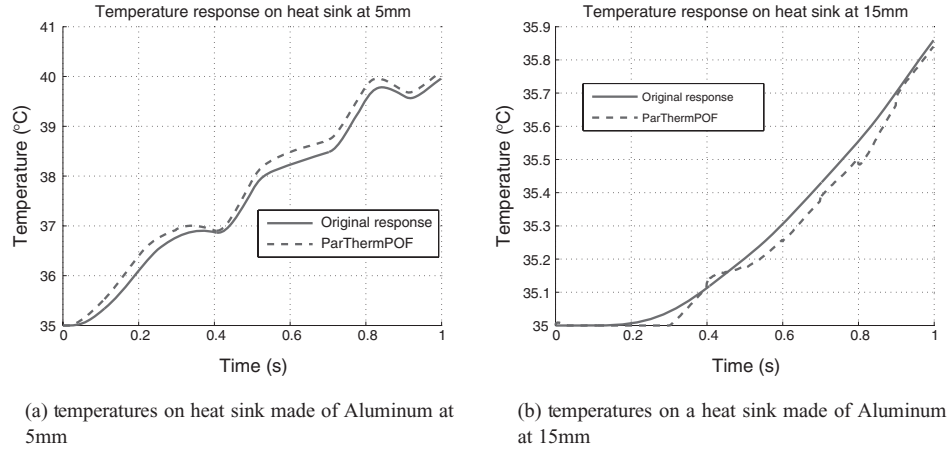 Temperature response on heat sink at 5mm
41
40
39
38
37
36
35
Temperature (°C)
Original response
ParThermPOF
0
0.2
0.4
0.6
0.8
1
Time (s)
(a) temperatures on heat sink made of Aluminum at
5mm
Temperature response on heat sink at 15mm
35.9
35.8
35.7
35.6
35.5
35.4
35.3
35.2
35.1
35
Temperature (°C)
Original response
ParThermPOF
0
0.2
0.4
0.6
0.8
1
Time (s)
(b) temperatures on a heat sink made of Aluminum
at 15mm